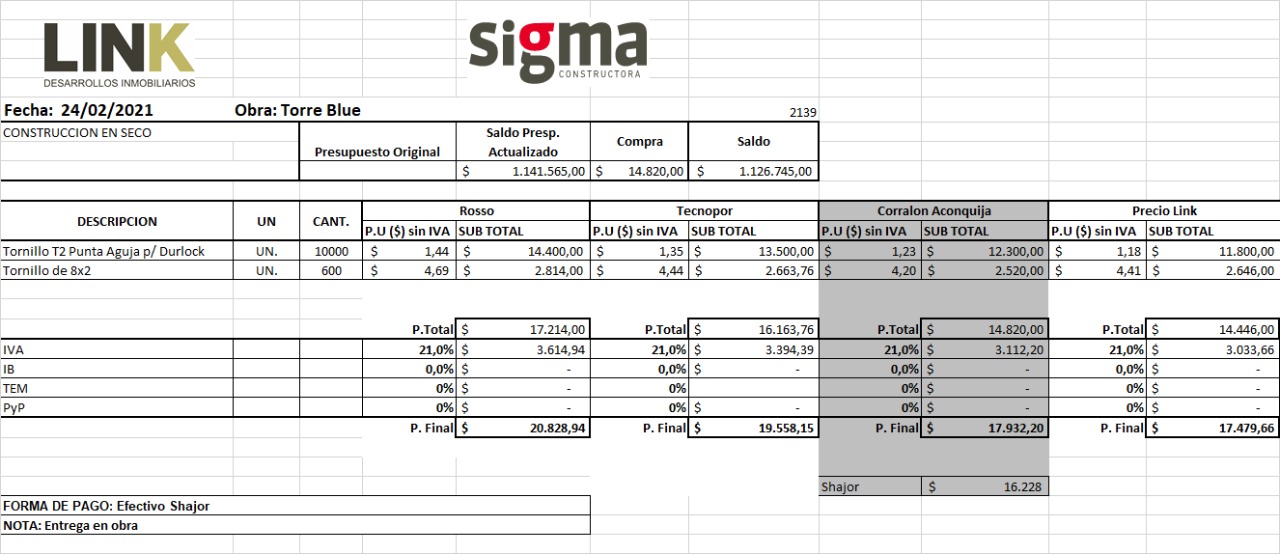 LINK
DESARROLLOS INMOBILIARIOS
sigma
CONSTRUCTORA
Fecha: 24/02/2021 Obra: Torre Blue 2139
CONSTRUCCION EN SECO
Presupuesto Original Saldo Presp. Actualizado Compra Saldo
$ 1.141.565,00 $ 14.820,00 $ 1.126.745,00
DESCRIPCION UN CANT. Rosso Tecnopor Corralon Aconquija Precio Link
P.U ($) sin IVA SUB TOTAL P.U ($) sin IVA SUB TOTAL P.U ($) sin IVA SUB TOTAL P.U ($) sin IVA SUB TOTAL
Tornillo T2 Punta Aguja p/ Durlock UN. 10000 $ 1,44 $ 14.400,00 $ 1,35 $ 13.500,00 $ 1,23 $ 12.300,00 $ 1,18 $ 11.800,00
Tornillo de 8x2 UN. 600 $ 4,69 $ 2.814,00 $ 4,44 $ 2.663,76 $ 4,20 $ 2.520,00 $ 4,41 $ 2.646,00
P.Total $ 17.214,00 P.Total $ 16.163,76 P.Total $ 14.820,00 P.Total $ 14.446,00
IVA 21,0% $ 3.614,94 21,0% $ 3.394,39 21,0% $ 3.112,20 21,0% $ 3.033,66
IB 0,0% $ - 0,0% $ - 0,0% $ - 0,0% $ -
TEM 0% $ - 0% 0% $ - 0% $ -
PyP 0% $ - 0% $ - 0% $ - 0% $ -
P. Final $ 20.828,94 P. Final $ 19.558,15 P. Final $ 17.932,20 P. Final $ 17.479,66
Shajor $ 16.228
FORMA DE PAGO: Efectivo Shajor
NOTA: Entrega en obra